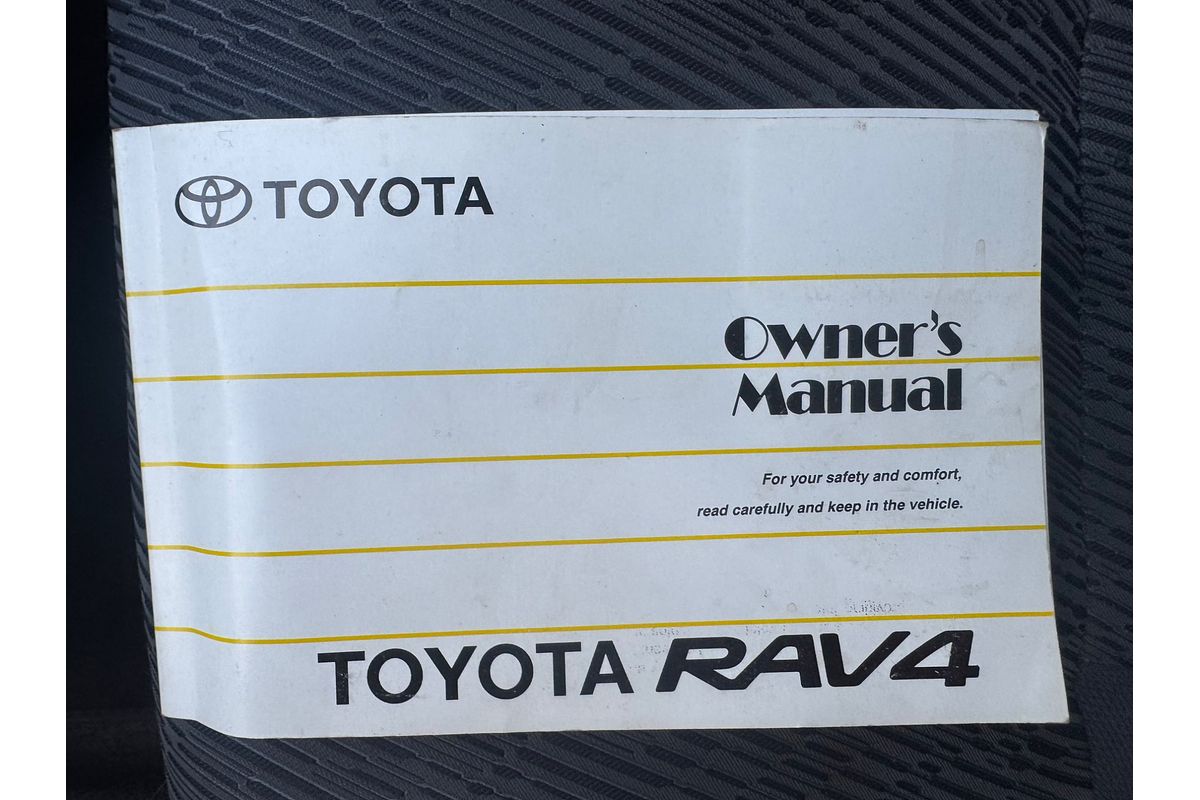 TOYOTA
Owner's
Manual
For your safety and comfort,
read carefully and keep in the vehicle.
TOYOTA RAV4